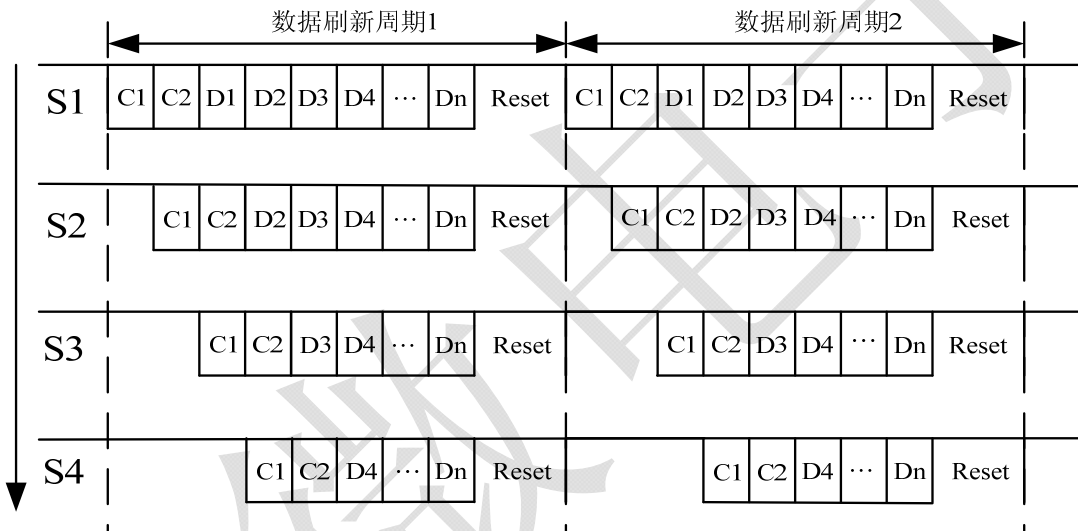 数据刷新周期1 数据刷新周期2
S1 C1 C2 D1 D2 D3 D4 … Dn Reset C1 C2 D1 D2 D3 D4 … Dn Reset
S2 C1 C2 D2 D3 D4 … Dn Reset C1 C2 D2 D3 D4 … Dn Reset
S3 C1 C2 D3 D4 … Dn Reset C1 C2 D3 D4 … Dn Reset
S4 C1 C2 D4 … Dn Reset C1 C2 D4 … Dn Reset